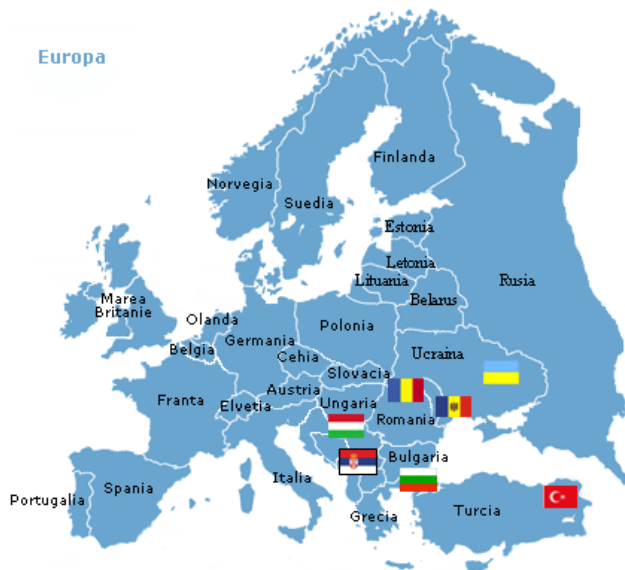 Europa
Finlanda
Norvegia
Suedia
Estonia
Letonia
Lituania
Rusia
Belarus
Marea
Britanie
Olanda
Polonia
Germania
Belgia
Ucraina
Cehia
Slovacia
Austria
Franta
Elvetia
Ungaria
Romania
Bulgaria
Italia
Spania
Portugalia
Grecia
Turcia